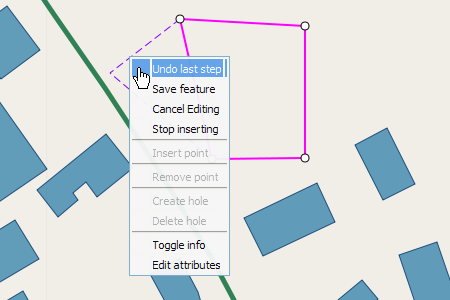 Undo last step
Save feature
Cancel Editing
Stop inserting
Insert point
Remove point
Create hole
Delete hole
Toggle info
Edit attributes